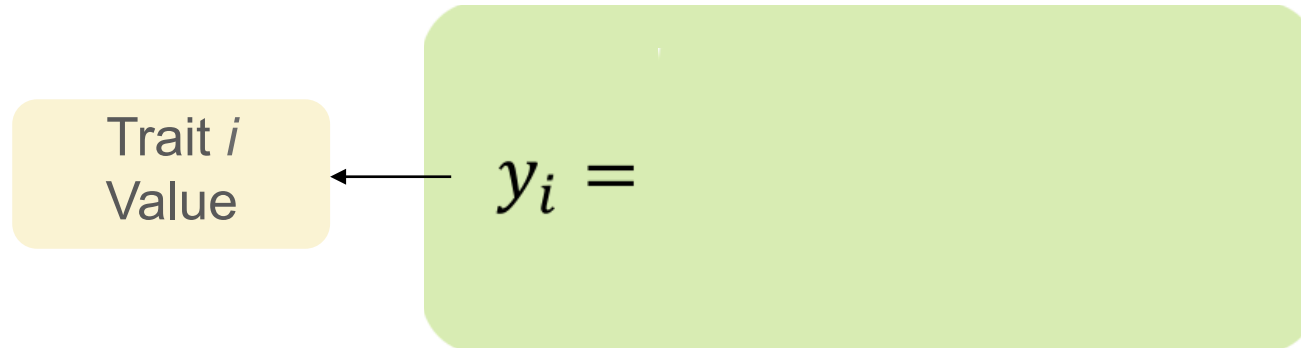 Trait i
Value
yᵢ =